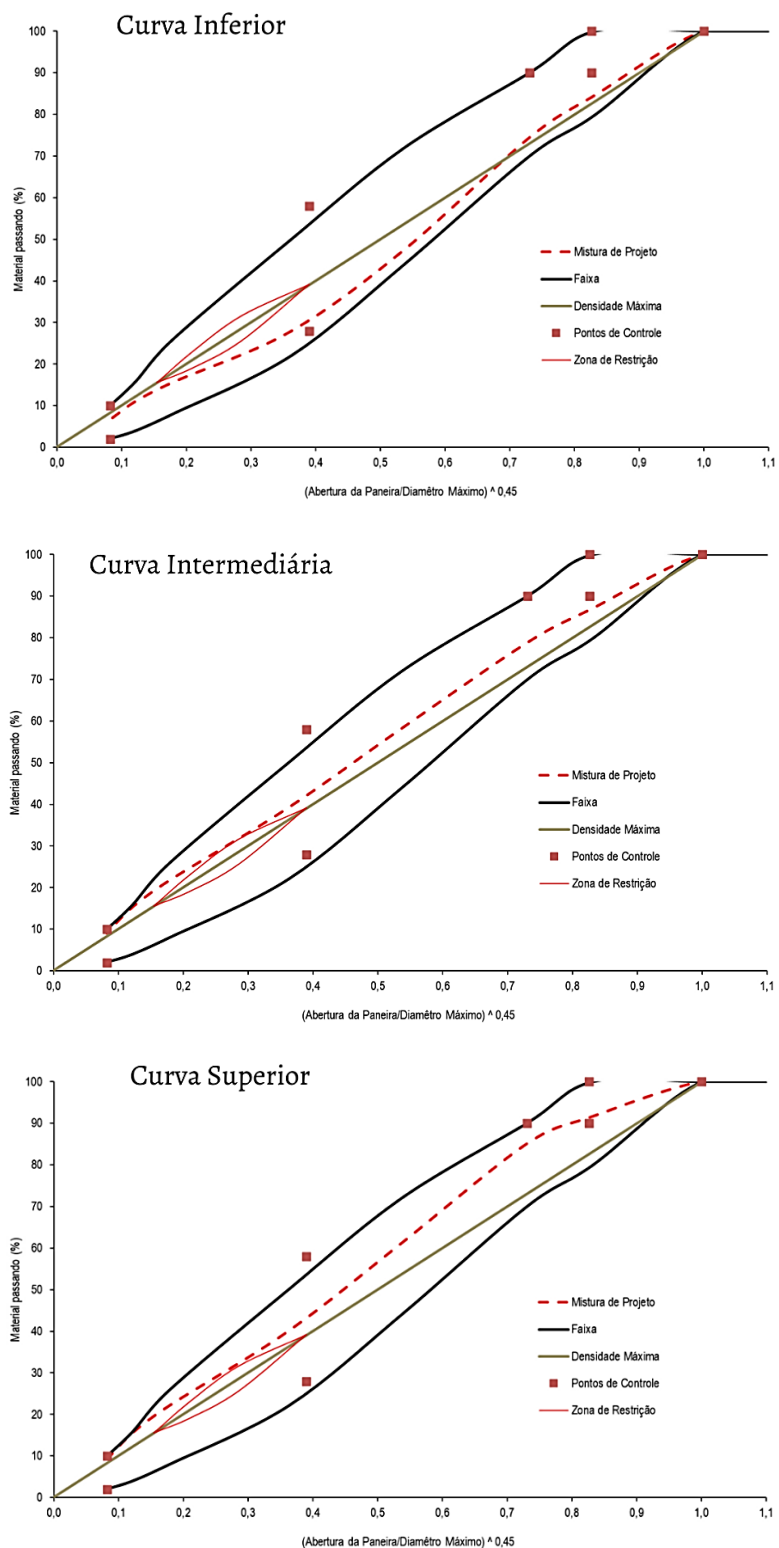 Curva Inferior
100
90
80
70
60
50
40
30
20
10
0
Material passando (%)
Mistura de Projeto
Faixa
Densidade Máxima
Pontos de Controle
Zona de Restrição
0,0 0,1 0,2 0,3 0,4 0,5 0,6 0,7 0,8 0,9 1,0 1,1
(Abertura da Paneira/Diamêtro Máximo) ^ 0,45
Curva Intermediária
100
90
80
70
60
50
40
30
20
10
0
Material passando (%)
Mistura de Projeto
Faixa
Densidade Máxima
Pontos de Controle
Zona de Restrição
0,0 0,1 0,2 0,3 0,4 0,5 0,6 0,7 0,8 0,9 1,0 1,1
(Abertura da Paneira/Diamêtro Máximo) ^ 0,45
Curva Superior
100
90
80
70
60
50
40
30
20
10
0
Material passando (%)
Mistura de Projeto
Faixa
Densidade Máxima
Pontos de Controle
Zona de Restrição
0,0 0,1 0,2 0,3 0,4 0,5 0,6 0,7 0,8 0,9 1,0 1,1
(Abertura da Paneira/Diamêtro Máximo) ^ 0,45